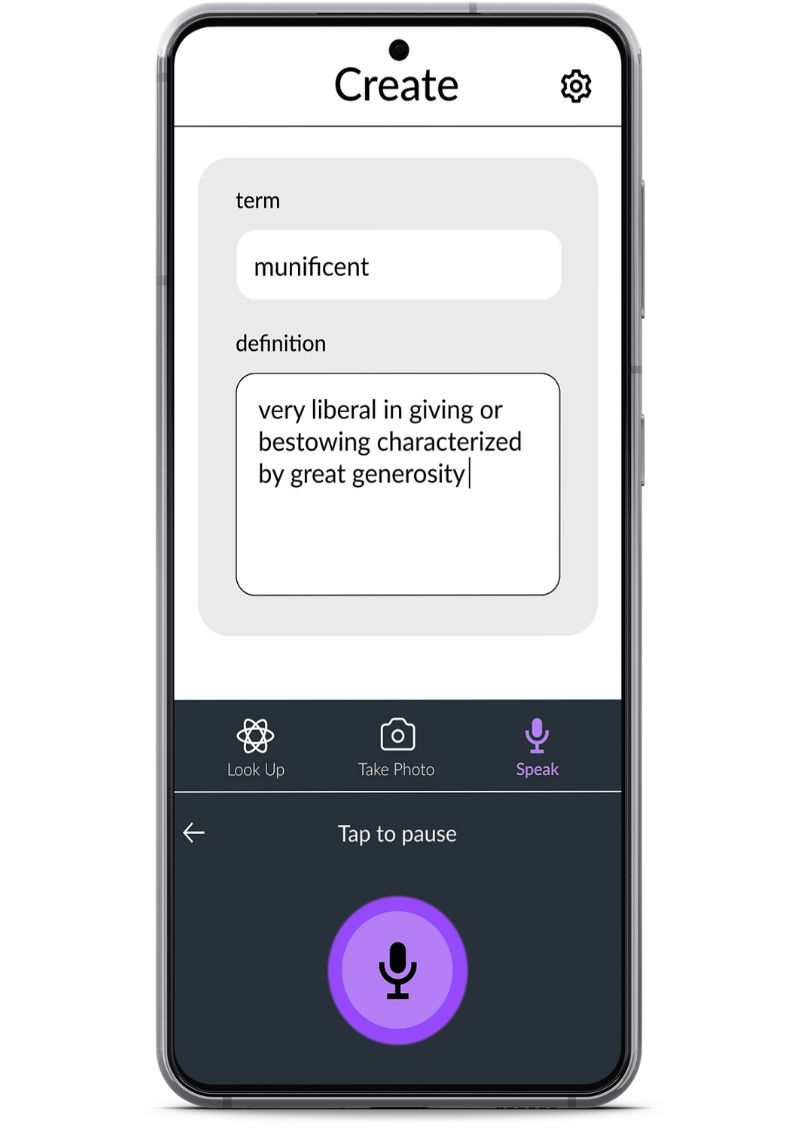 Create
term
munificent
definition
very liberal in giving or
bestowing characterized
by great generosity
Look Up
Take Photo
Speak
Tap to pause